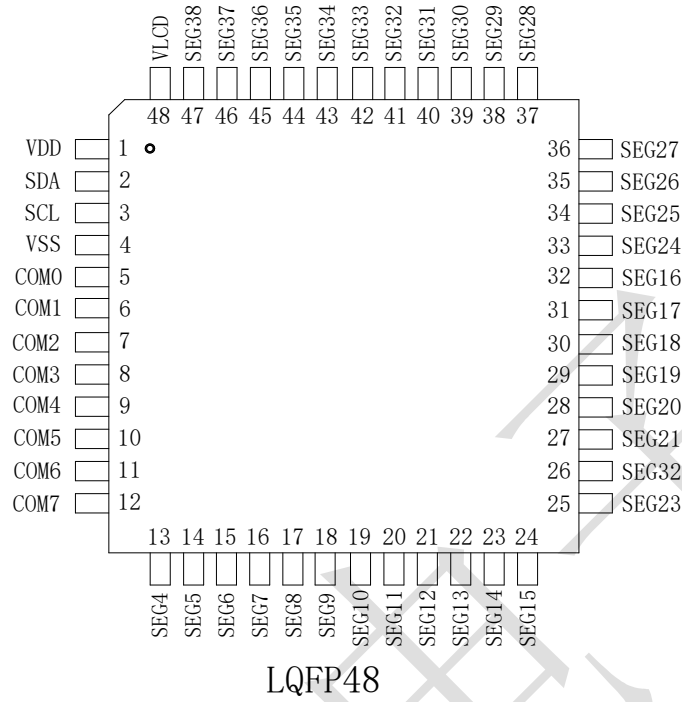 VLCD SEG38 SEG37 SEG36 SEG35 SEG34 SEG33 SEG32 SEG31 SEG30 SEG29 SEG28
48 47 46 45 44 43 42 41 40 39 38 37
VDD 1 36 SEG27
SDA 2 35 SEG26
SCL 3 34 SEG25
VSS 4 33 SEG24
COM0 5 32 SEG16
COM1 6 31 SEG17
COM2 7 30 SEG18
COM3 8 29 SEG19
COM4 9 28 SEG20
COM5 10 27 SEG21
COM6 11 26 SEG32
COM7 12 25 SEG23
13 14 15 16 17 18 19 20 21 22 23 24
SEG4 SEG5 SEG6 SEG7 SEG8 SEG9 SEG10 SEG11 SEG12 SEG13 SEG14 SEG15
LQFP48